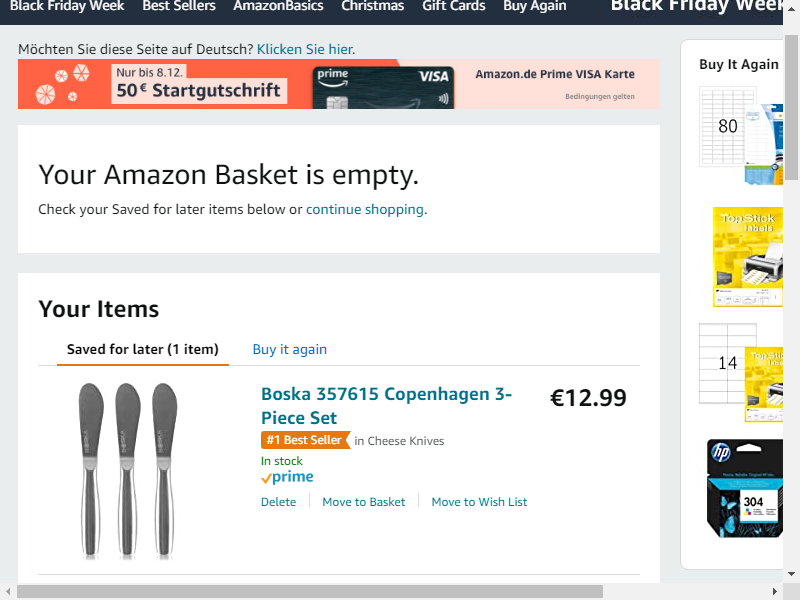 Black Friday Week Best Sellers AmazonBasics Christmas Gift Cards Buy Again Black Friday Week
Möchten Sie diese Seite auf Deutsch? Klicken Sie hier.
Nur bis 8.12.
50€ Startgutschrift
prime
VISA
Amazon.de Prime VISA Karte
Bedingungen gelten
Your Amazon Basket is empty.
Check your Saved for later items below or continue shopping.
Your Items
Saved for later (1 item) Buy it again
Boska 357615 Copenhagen 3-
Piece Set
€12.99
#1 Best Seller in Cheese Knives
In stock
prime
Delete Move to Basket Move to Wish List
Buy It Again
80
TopStick
labels
14
TopStick
hp
304